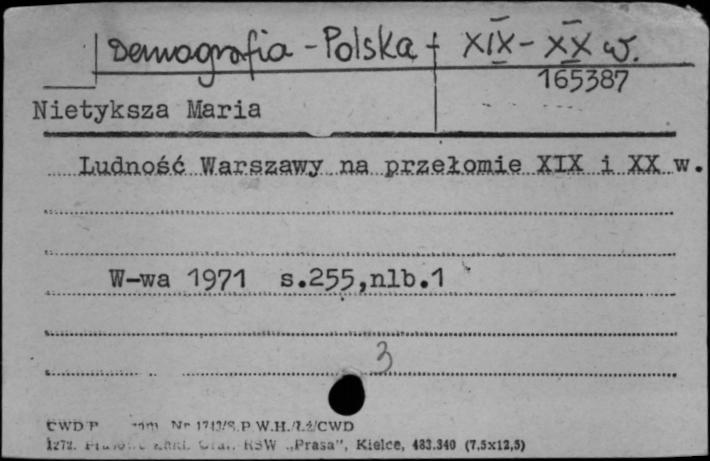 Demografia - Polska - XIX - XX w.
165387
Nietyksza Maria
Ludność Warszawy na przełomie XIX i XX w.
W-wa 1971 s.255,nlb.1
3
CWD Nr P.W.H. CWD
RSW „Prasa”, Kielce, 483.340 (7,5x12,5)